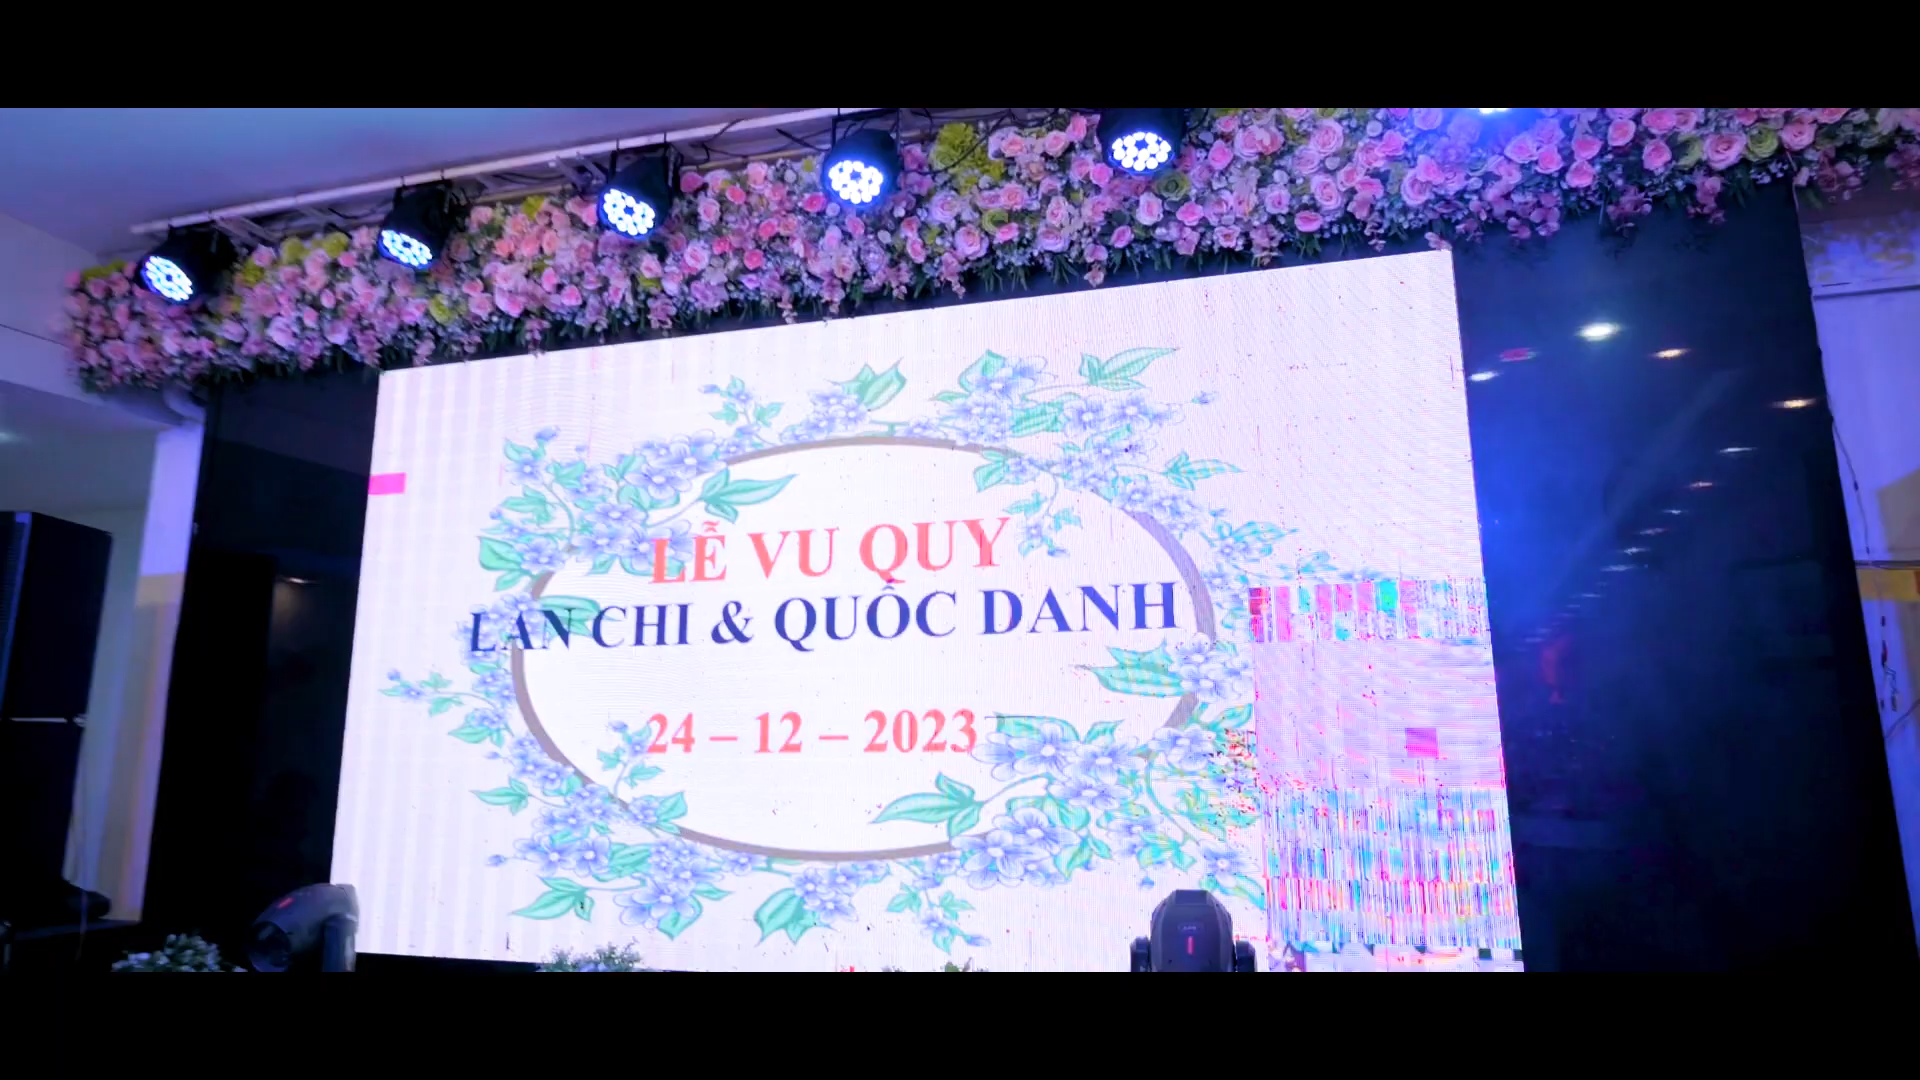 LỄ VU QUY
LAN CHI & QUỐC DANH
24 – 12 – 2023